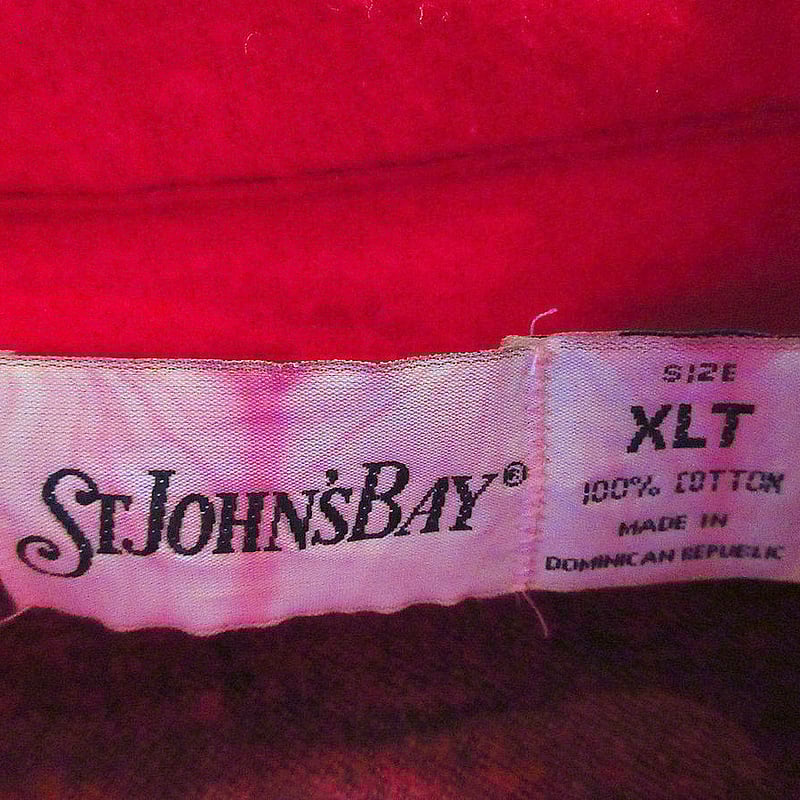 ST JOHN'S BAY®
SIZE
XLT
100% COTTON
MADE IN
DOMINICAN REPUBLIC